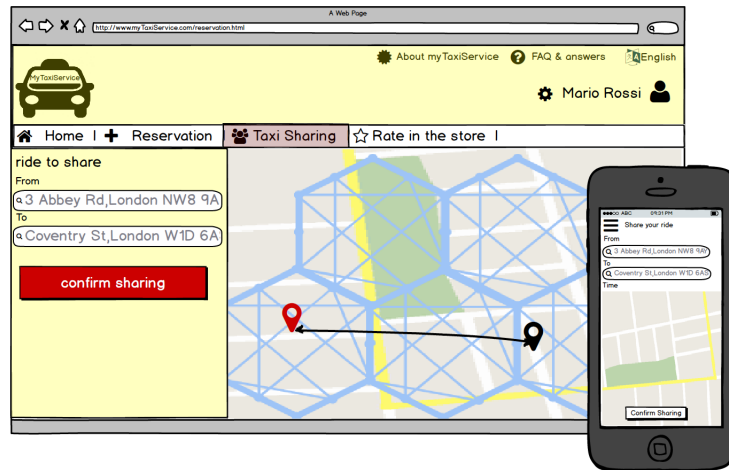 A Web Page
http://www.myTaxiService.com/reservation.html
About myTaxiService FAQ & answers English
MyTaxiService
Mario Rossi
Home | Reservation | Taxi Sharing Rate in the store |
ride to share
From
3 Abbey Rd,London NW8 9A
To
Coventry St,London W1D 6A
confirm sharing
ABC 09:31 PM
Share your ride
From
3 Abbey Rd,London NW8 9AY
To
Coventry St,London W1D 6AS
Time
Confirm Sharing